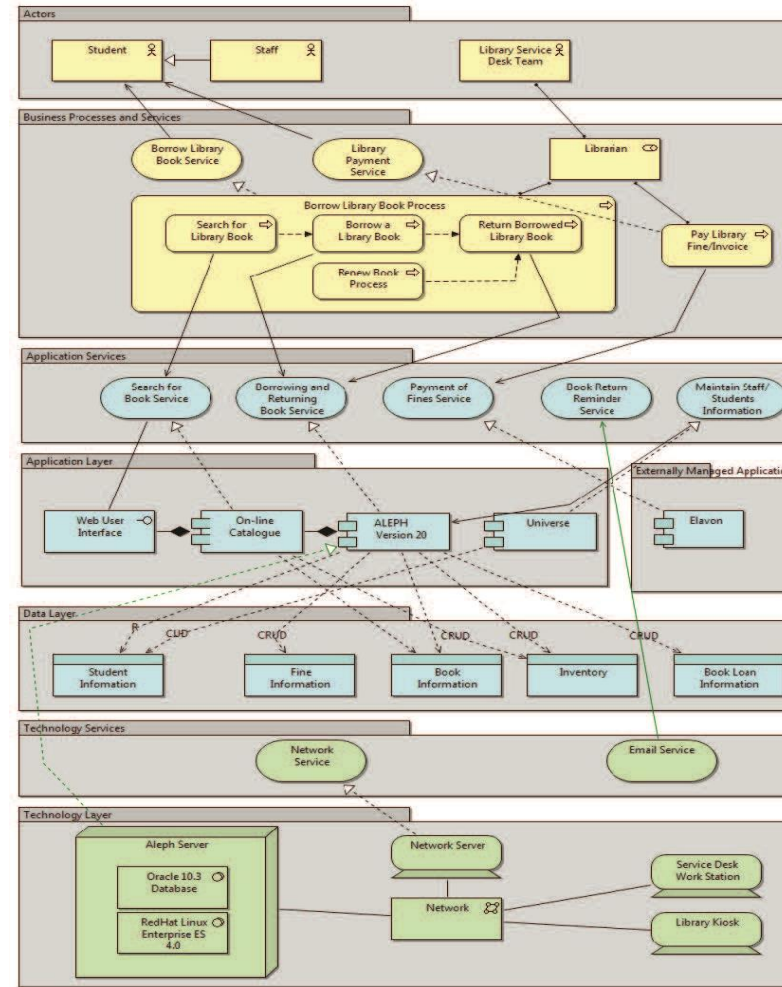 Actors
Student
Staff
Library Service
Desk Team
Business Processes and Services
Borrow Library
Book Service
Library
Payment
Service
Librarian
Borrow Library Book Process
Search for
Library Book
Borrow a
Library Book
Return Borrowed
Library Book
Pay Library
Fine/Invoice
Renew Book
Process
Application Services
Search for
Book Service
Borrowing and
Returning
Book Service
Payment of
Fines Service
Book Return
Reminder
Service
Maintain Staff/
Students
Information
Application Layer
Externally Managed Application
Web User
Interface
On-line
Catalogue
ALEPH
Version 20
Universe
Elavon
Data Layer
R
CUD
CRUD
CRUD
CRUD
CRUD
Student
Infomation
Fine
Information
Book
Information
Inventory
Book Loan
Information
Technology Services
Network
Service
Email Service
Technology Layer
Aleph Server
Oracle 10.3
Database
RedHat Linux
Enterprise ES
4.0
Network Server
Network
Service Desk
Work Station
Library Kiosk